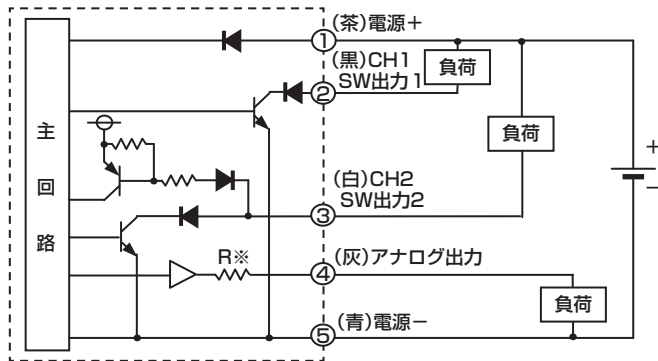 主回路
①
(茶)電源＋
②
(黒)CH1
SW出力1
負荷
負荷
③
(白)CH2
SW出力2
R※
④
(灰)アナログ出力
負荷
⑤
(青)電源－
＋
－